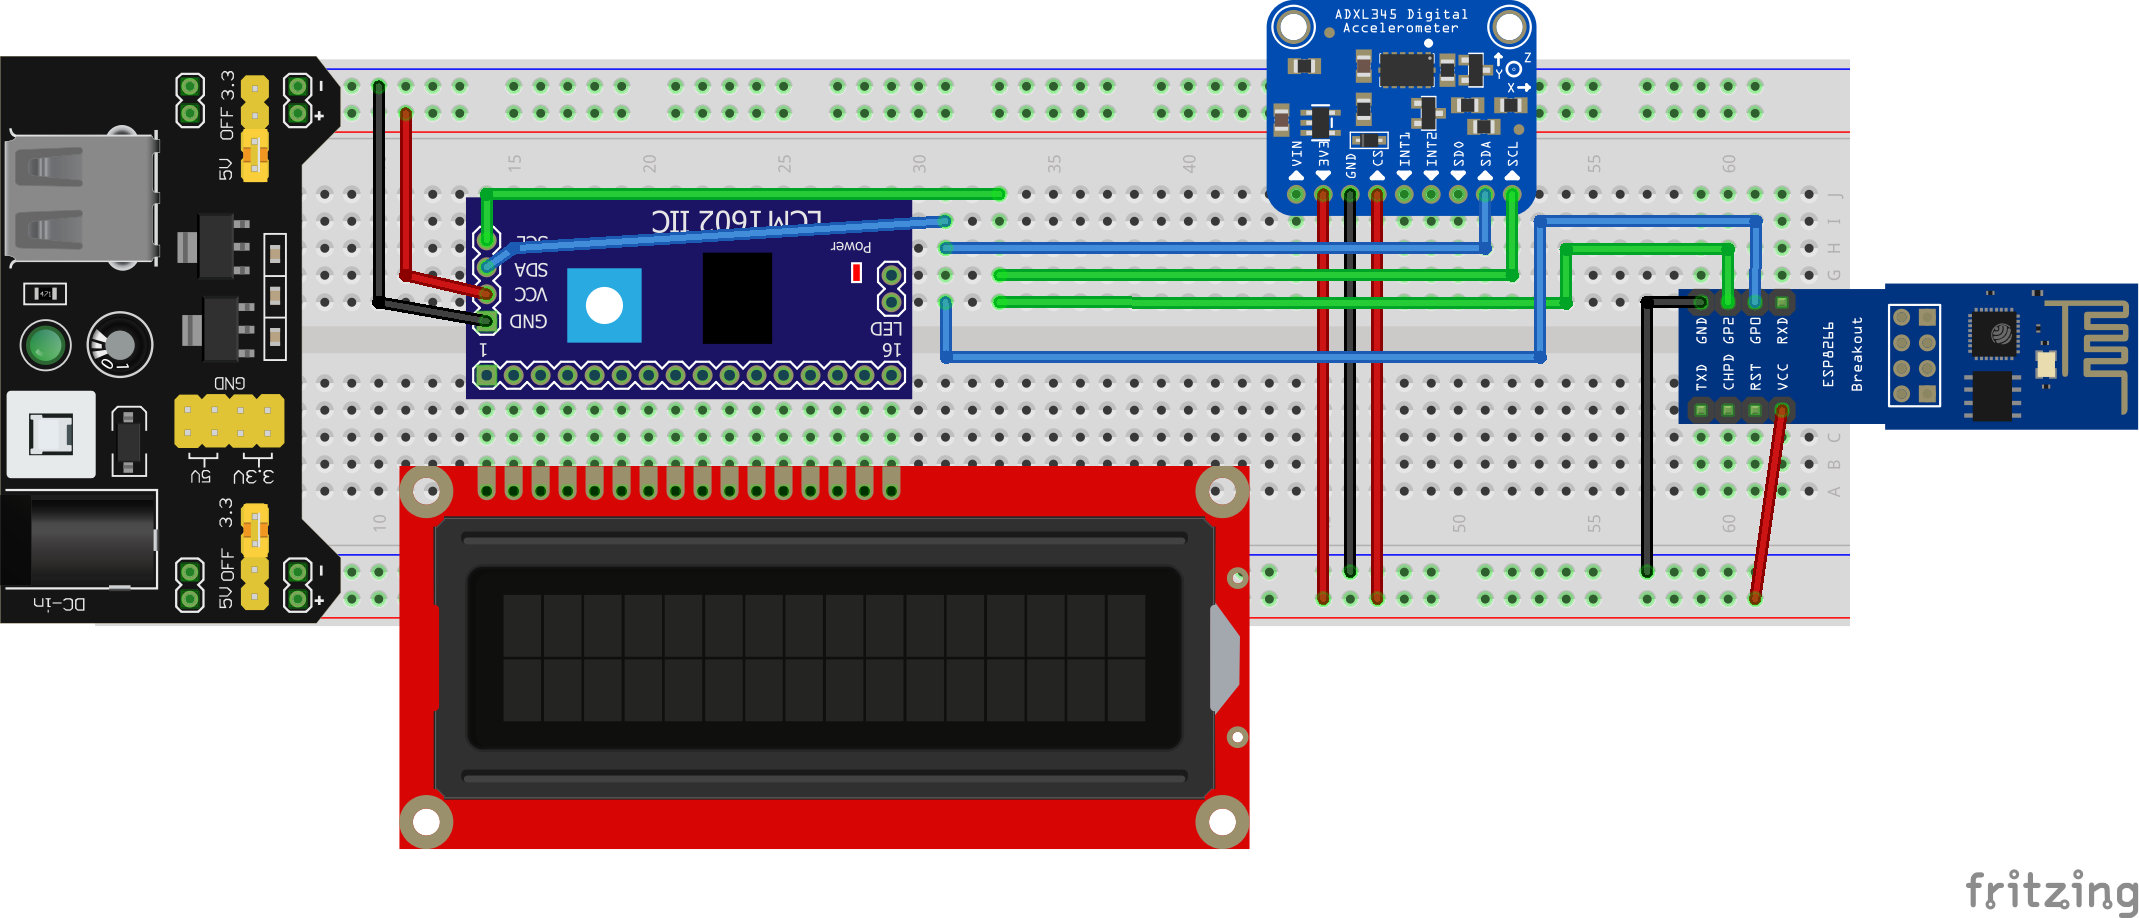 ADXL345 Digital
Accelerometer
Z
Y
X
VIN
3V3
GND
CS
INT1
INT2
SDO
SDA
SCL
3.3
OFF
5V
-
+
15
20
25
30
35
40
55
60
J
I
H
G
LCM1602 IIC
SCL
SDA
VCC
GND
Power
LED
1
16
471
01
GND
5V
3.3V
3.3
OFF
5V
-
+
DC-in
GND
GP2
GP0
RXD
TXD
CHPD
RST
VCC
ESP8266
Breakout
C
B
A
10
50
55
60
fritzing